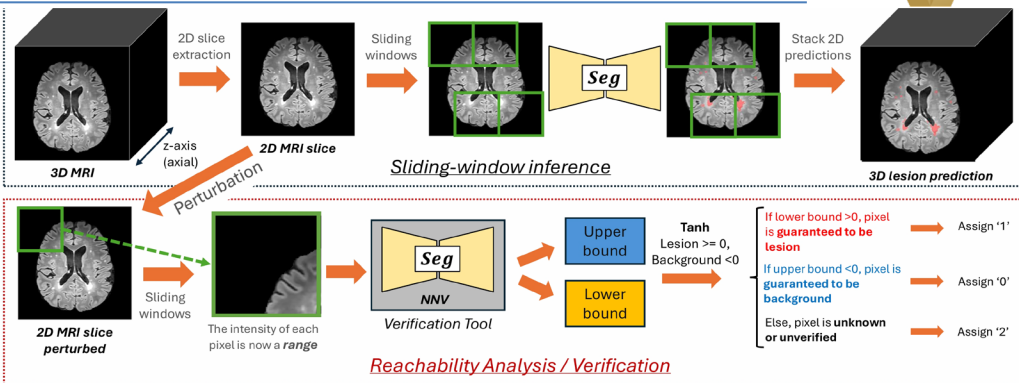 2D slice
extraction
Sliding
windows
Seg
Stack 2D
predictions
z-axis
(axial)
3D MRI
2D MRI slice
Sliding-window inference
3D lesion prediction
Perturbation
Sliding
windows
2D MRI slice
perturbed
The intensity of each
pixel is now a range
Seg
NNV
Verification Tool
Upper
bound
Lower
bound
Tanh
Lesion >= 0,
Background <0
If lower bound >0, pixel
is guaranteed to be
lesion
Assign ‘1’
If upper bound <0, pixel is
guaranteed to be
background
Assign ‘0’
Else, pixel is unknown
or unverified
Assign ‘2’
Reachability Analysis / Verification